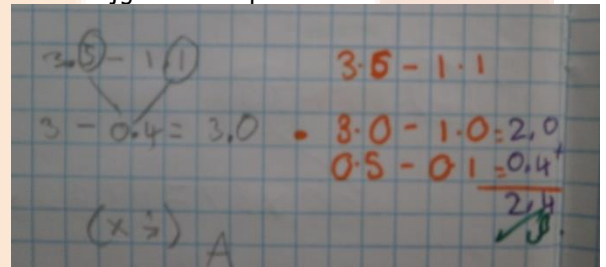 3.5 - 1.1
3 - 0.4 = 3.0
(x ÷) A
3.5 - 1.1
3.0 - 1.0 = 2.0
0.5 - 0.1 = 0.4 +
2.4